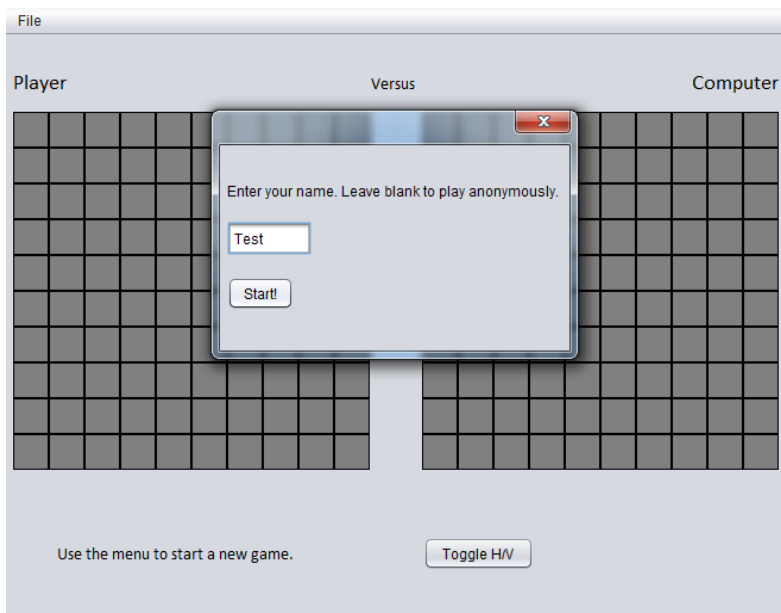 File
Player Versus Computer
Enter your name. Leave blank to play anonymously.
Test
Start!
Use the menu to start a new game. Toggle H/V